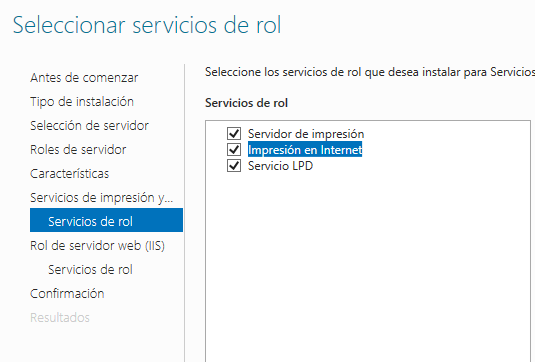 Seleccionar servicios de rol
Antes de comenzar
Tipo de instalación
Selección de servidor
Roles de servidor
Características
Servicios de impresión y...
Servicios de rol
Rol de servidor web (IIS)
Servicios de rol
Confirmación
Resultados
Seleccione los servicios de rol que desea instalar para Servicios
Servicios de rol
Servidor de impresión
Impresión en Internet
Servicio LPD